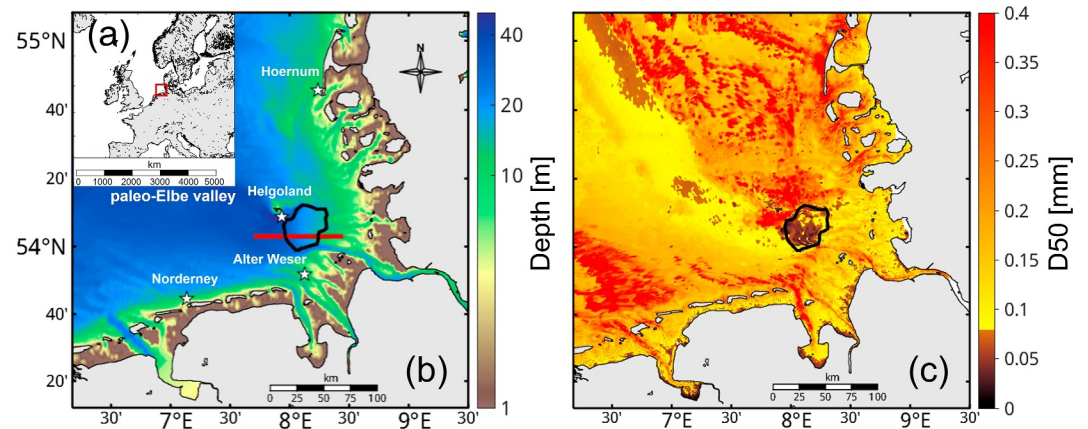 (a)
km
0 1000 2000 3000 4000 5000
paleo-Elbe valley
N
Hoernum
Helgoland
Alter Weser
Norderney
55°N
40'
20'
54°N
40'
20'
30'
7°E
30'
8°E
30'
9°E
30'
km
0 25 50 75 100
(b)
40
20
10
1
Depth [m]
km
0 25 50 75 100
(c)
30'
7°E
30'
8°E
30'
9°E
30'
0.4
0.35
0.3
0.25
0.2
0.15
0.1
0.05
0
D50 [mm]